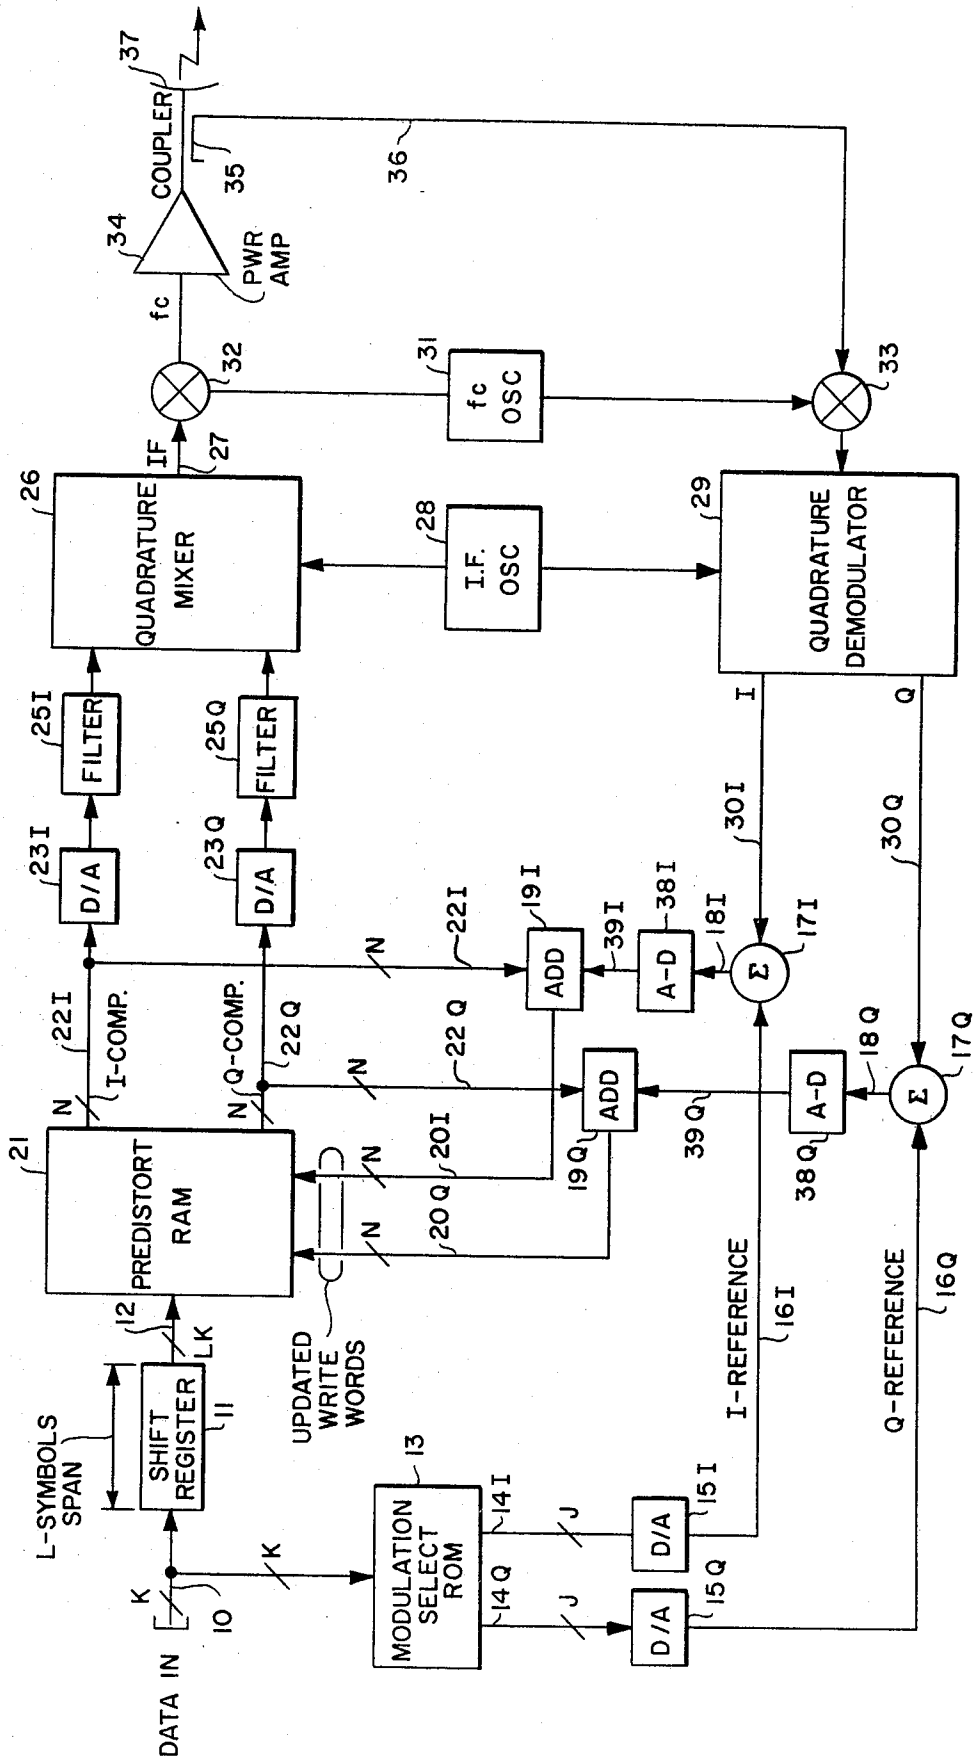 DATA IN
K
10
L-SYMBOLS
SPAN
SHIFT
REGISTER
11
12
LK
PREDISTORT
RAM
21
N
22I
I-COMP.
N
Q-COMP.
22Q
D/A
23I
D/A
23Q
FILTER
25I
FILTER
25Q
QUADRATURE
MIXER
26
IF
27
32
fc
34
PWR
AMP
COUPLER
35
37
36
UPDATED
WRITE
WORDS
N
20Q
N
20I
N
22Q
N
22I
ADD
19Q
ADD
19I
39Q
39I
A-D
38Q
A-D
38I
18Q
18I
Σ
17Q
Σ
17I
I.F.
OSC
28
fc
OSC
31
33
QUADRATURE
DEMODULATOR
29
I
30I
Q
30Q
K
MODULATION
SELECT
ROM
13
14I
J
14Q
J
D/A
15I
D/A
15Q
I-REFERENCE
16I
Q-REFERENCE
16Q